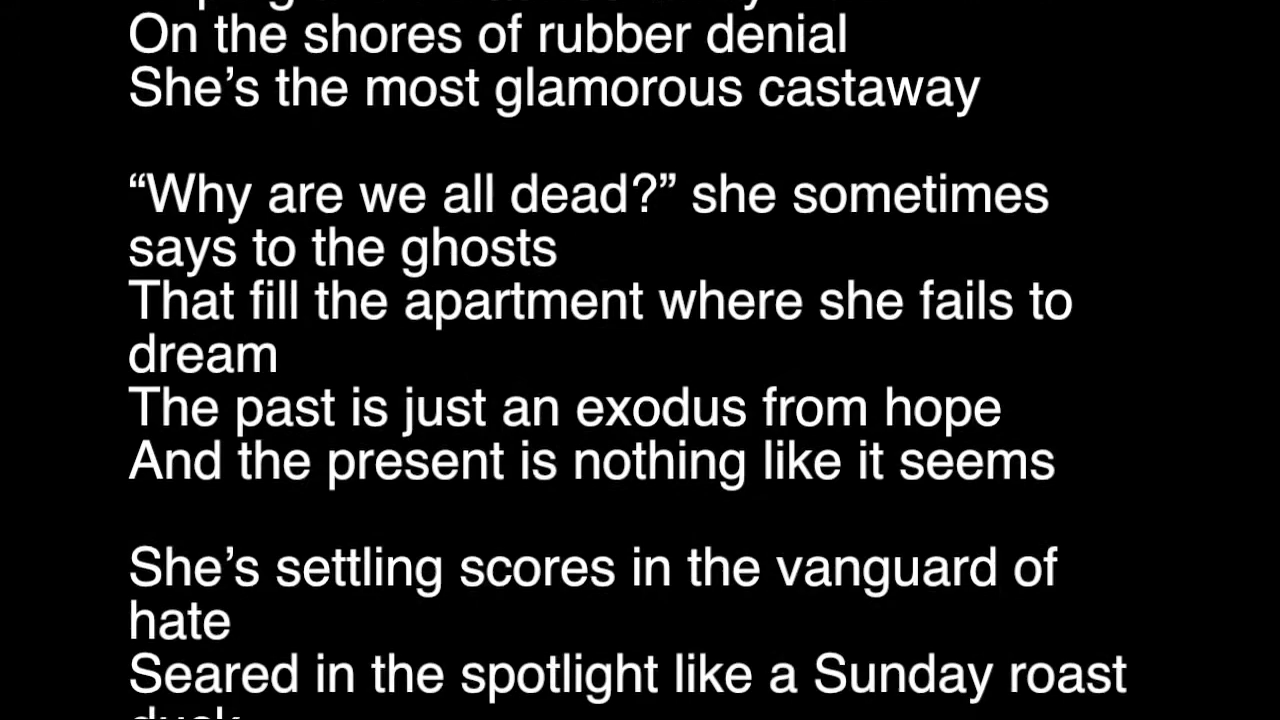 On the shores of rubber denial
She’s the most glamorous castaway
“Why are we all dead?” she sometimes
says to the ghosts
That fill the apartment where she fails to
dream
The past is just an exodus from hope
And the present is nothing like it seems
She’s settling scores in the vanguard of
hate
Seared in the spotlight like a Sunday roast
duck